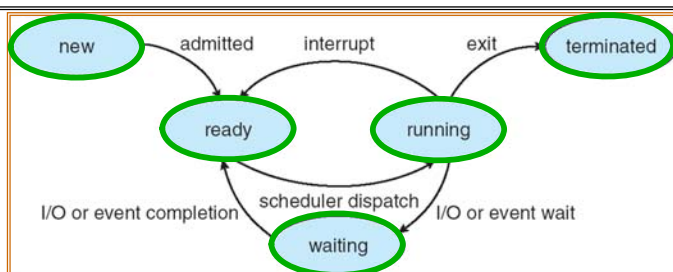 new
admitted
interrupt
exit
terminated
ready
running
scheduler dispatch
I/O or event completion
I/O or event wait
waiting